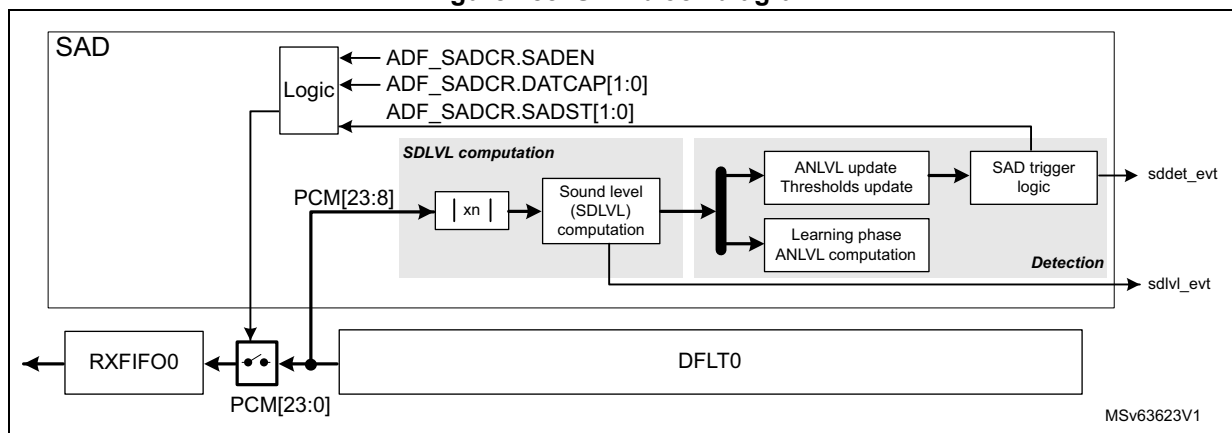 SAD
ADF_SADCR.SADEN
Logic
ADF_SADCR.DATCAP[1:0]
ADF_SADCR.SADST[1:0]
SDLVL computation
PCM[23:8]
| xn |
Sound level
(SDLVL)
computation
ANLVL update
Thresholds update
SAD trigger
logic
sddet_evt
Learning phase
ANLVL computation
Detection
sdlvl_evt
RXFIFO0
DFLT0
PCM[23:0]
MSv63623V1